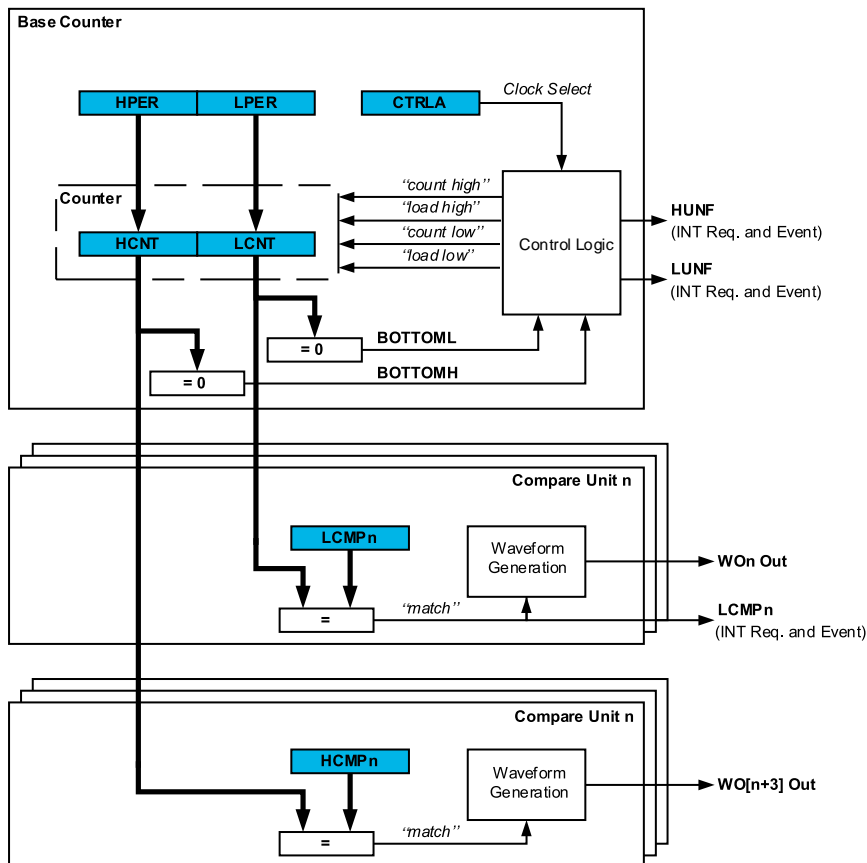 Base Counter
HPER LPER CTRLA
Clock Select
Counter
"count high"
"load high"
"count low"
"load low"
Control Logic
HUNF
(INT Req. and Event)
LUNF
(INT Req. and Event)
HCNT LCNT
= 0
BOTTOML
= 0
BOTTOMH
Compare Unit n
LCMPn
Waveform
Generation
WOn Out
=
"match"
LCMPn
(INT Req. and Event)
Compare Unit n
HCMPn
Waveform
Generation
WO[n+3] Out
=
"match"